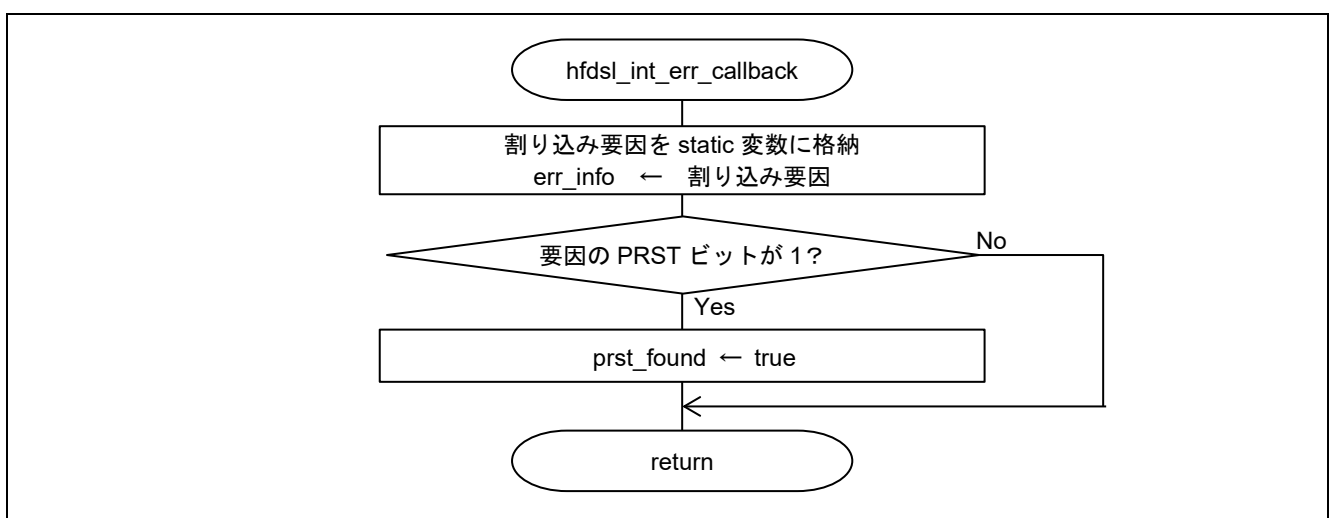 hfdsl_int_err_callback
割り込み要因を static 変数に格納
err_info ← 割り込み要因
要因の PRST ビットが 1？
No
Yes
prst_found ← true
return